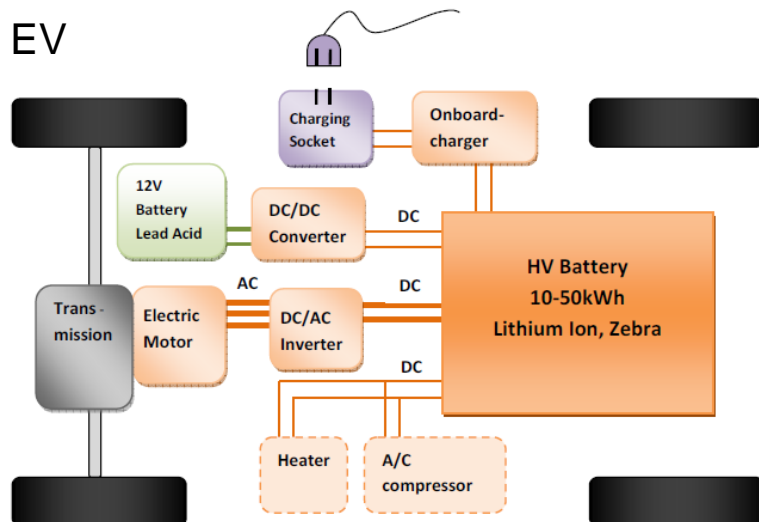 EV
Charging
Socket
Onboard-
charger
12V
Battery
Lead Acid
DC/DC
Converter
DC
HV Battery
10-50kWh
Lithium Ion, Zebra
Trans -
mission
Electric
Motor
AC
DC/AC
Inverter
DC
DC
Heater
A/C
compressor